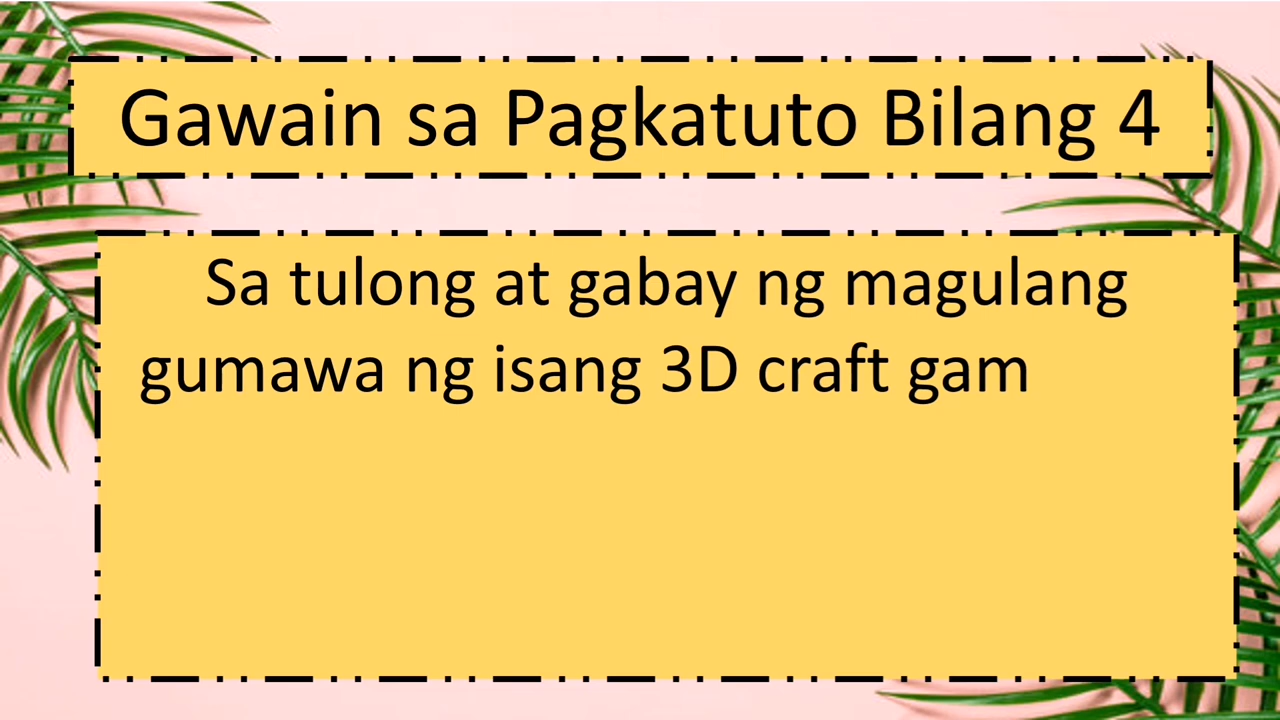 Gawain sa Pagkatuto Bilang 4
Sa tulong at gabay ng magulang
gumawa ng isang 3D craft gam